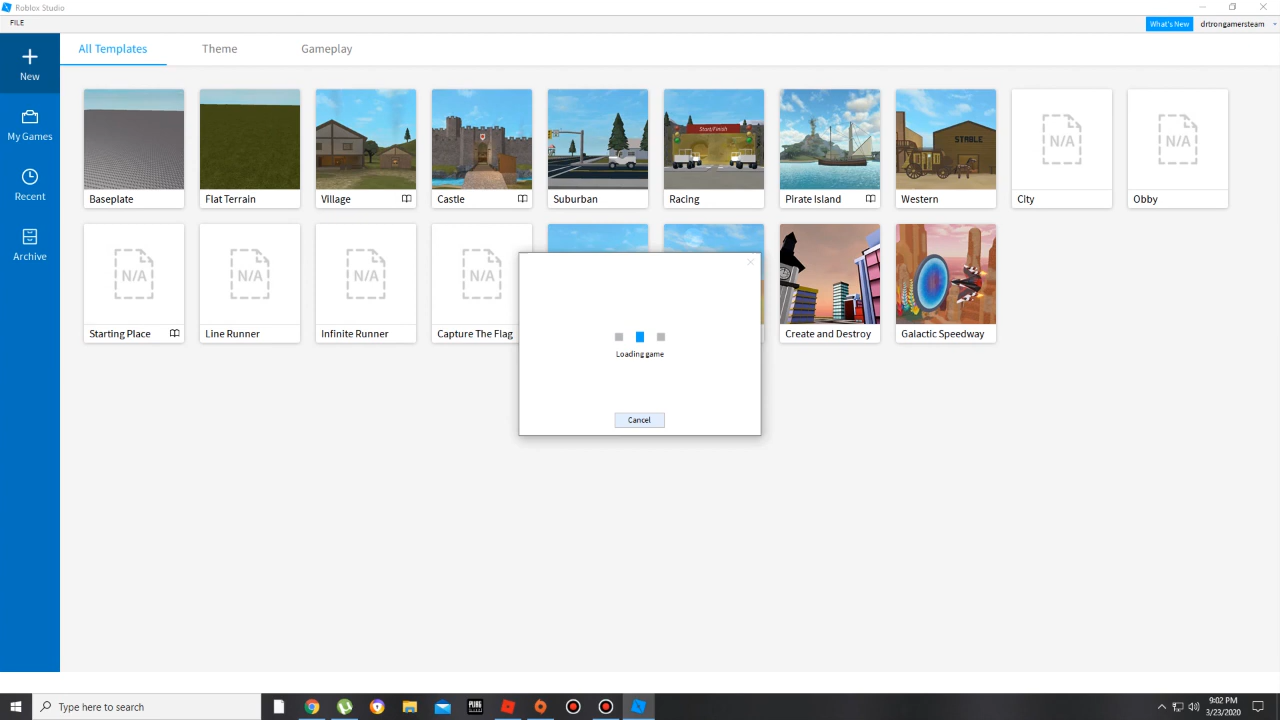 Roblox Studio
FILE
What's New
drtrongamersteam
New
My Games
Recent
Archive
All Templates
Theme
Gameplay
Start/Finish
STABLE
N/A
N/A
Baseplate
Flat Terrain
Village
Castle
Suburban
Racing
Pirate Island
Western
City
Obby
N/A
N/A
N/A
N/A
Starting Place
Line Runner
Infinite Runner
Capture The Flag
Create and Destroy
Galactic Speedway
Loading game
Cancel
Type here to search
PUBG
9:02 PM
3/23/2020